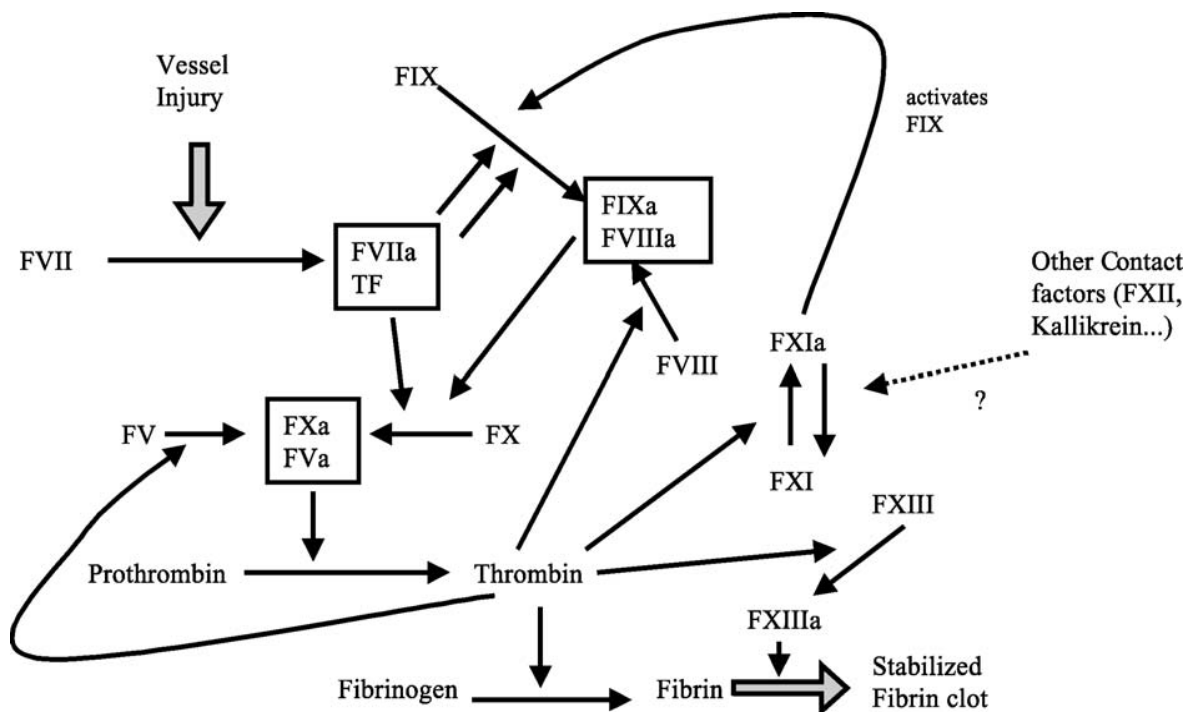 Vessel
Injury
FIX
activates
FIX
FIXa
FVIIIa
FVII
FVIIa
TF
Other Contact
factors (FXII,
Kallikrein...)
FXIa
FVIII
?
FV
FXa
FVa
FX
FXI
FXIII
Prothrombin
Thrombin
FXIIIa
Fibrinogen
Fibrin
Stabilized
Fibrin clot